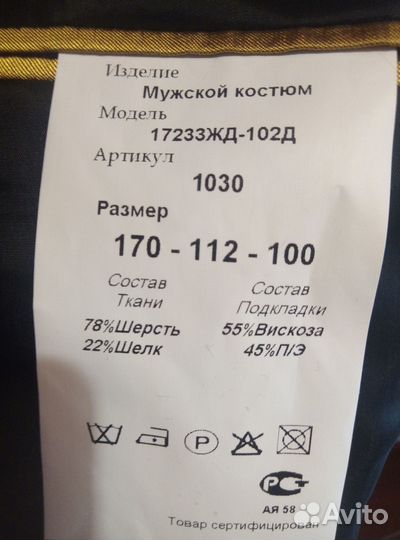 Изделие
Мужской костюм
Модель
17233ЖД-102Д
Артикул
1030
Размер
170 - 112 - 100
Состав Ткани
78%Шерсть
22%Шелк
Состав Подкладки
55%Вискоза
45%П/Э
P
РСТ
АЯ 58
Товар сертифицирован
Avito